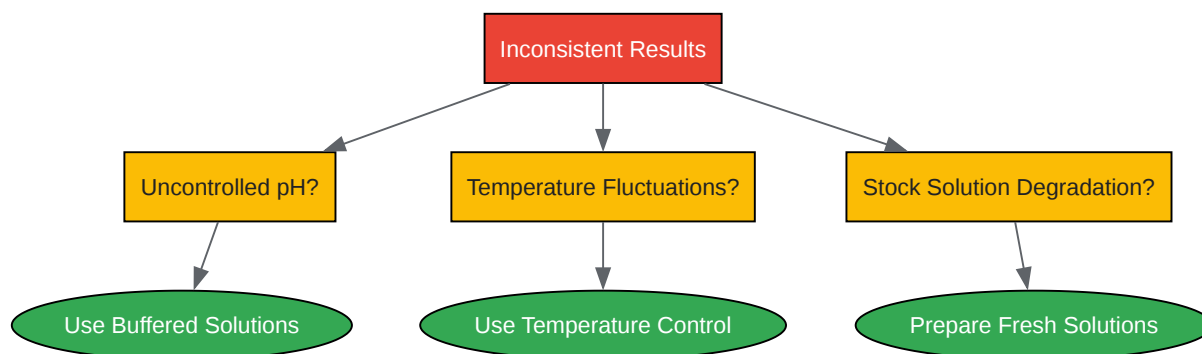 Inconsistent Results
Uncontrolled pH?
Temperature Fluctuations?
Stock Solution Degradation?
Use Buffered Solutions
Use Temperature Control
Prepare Fresh Solutions